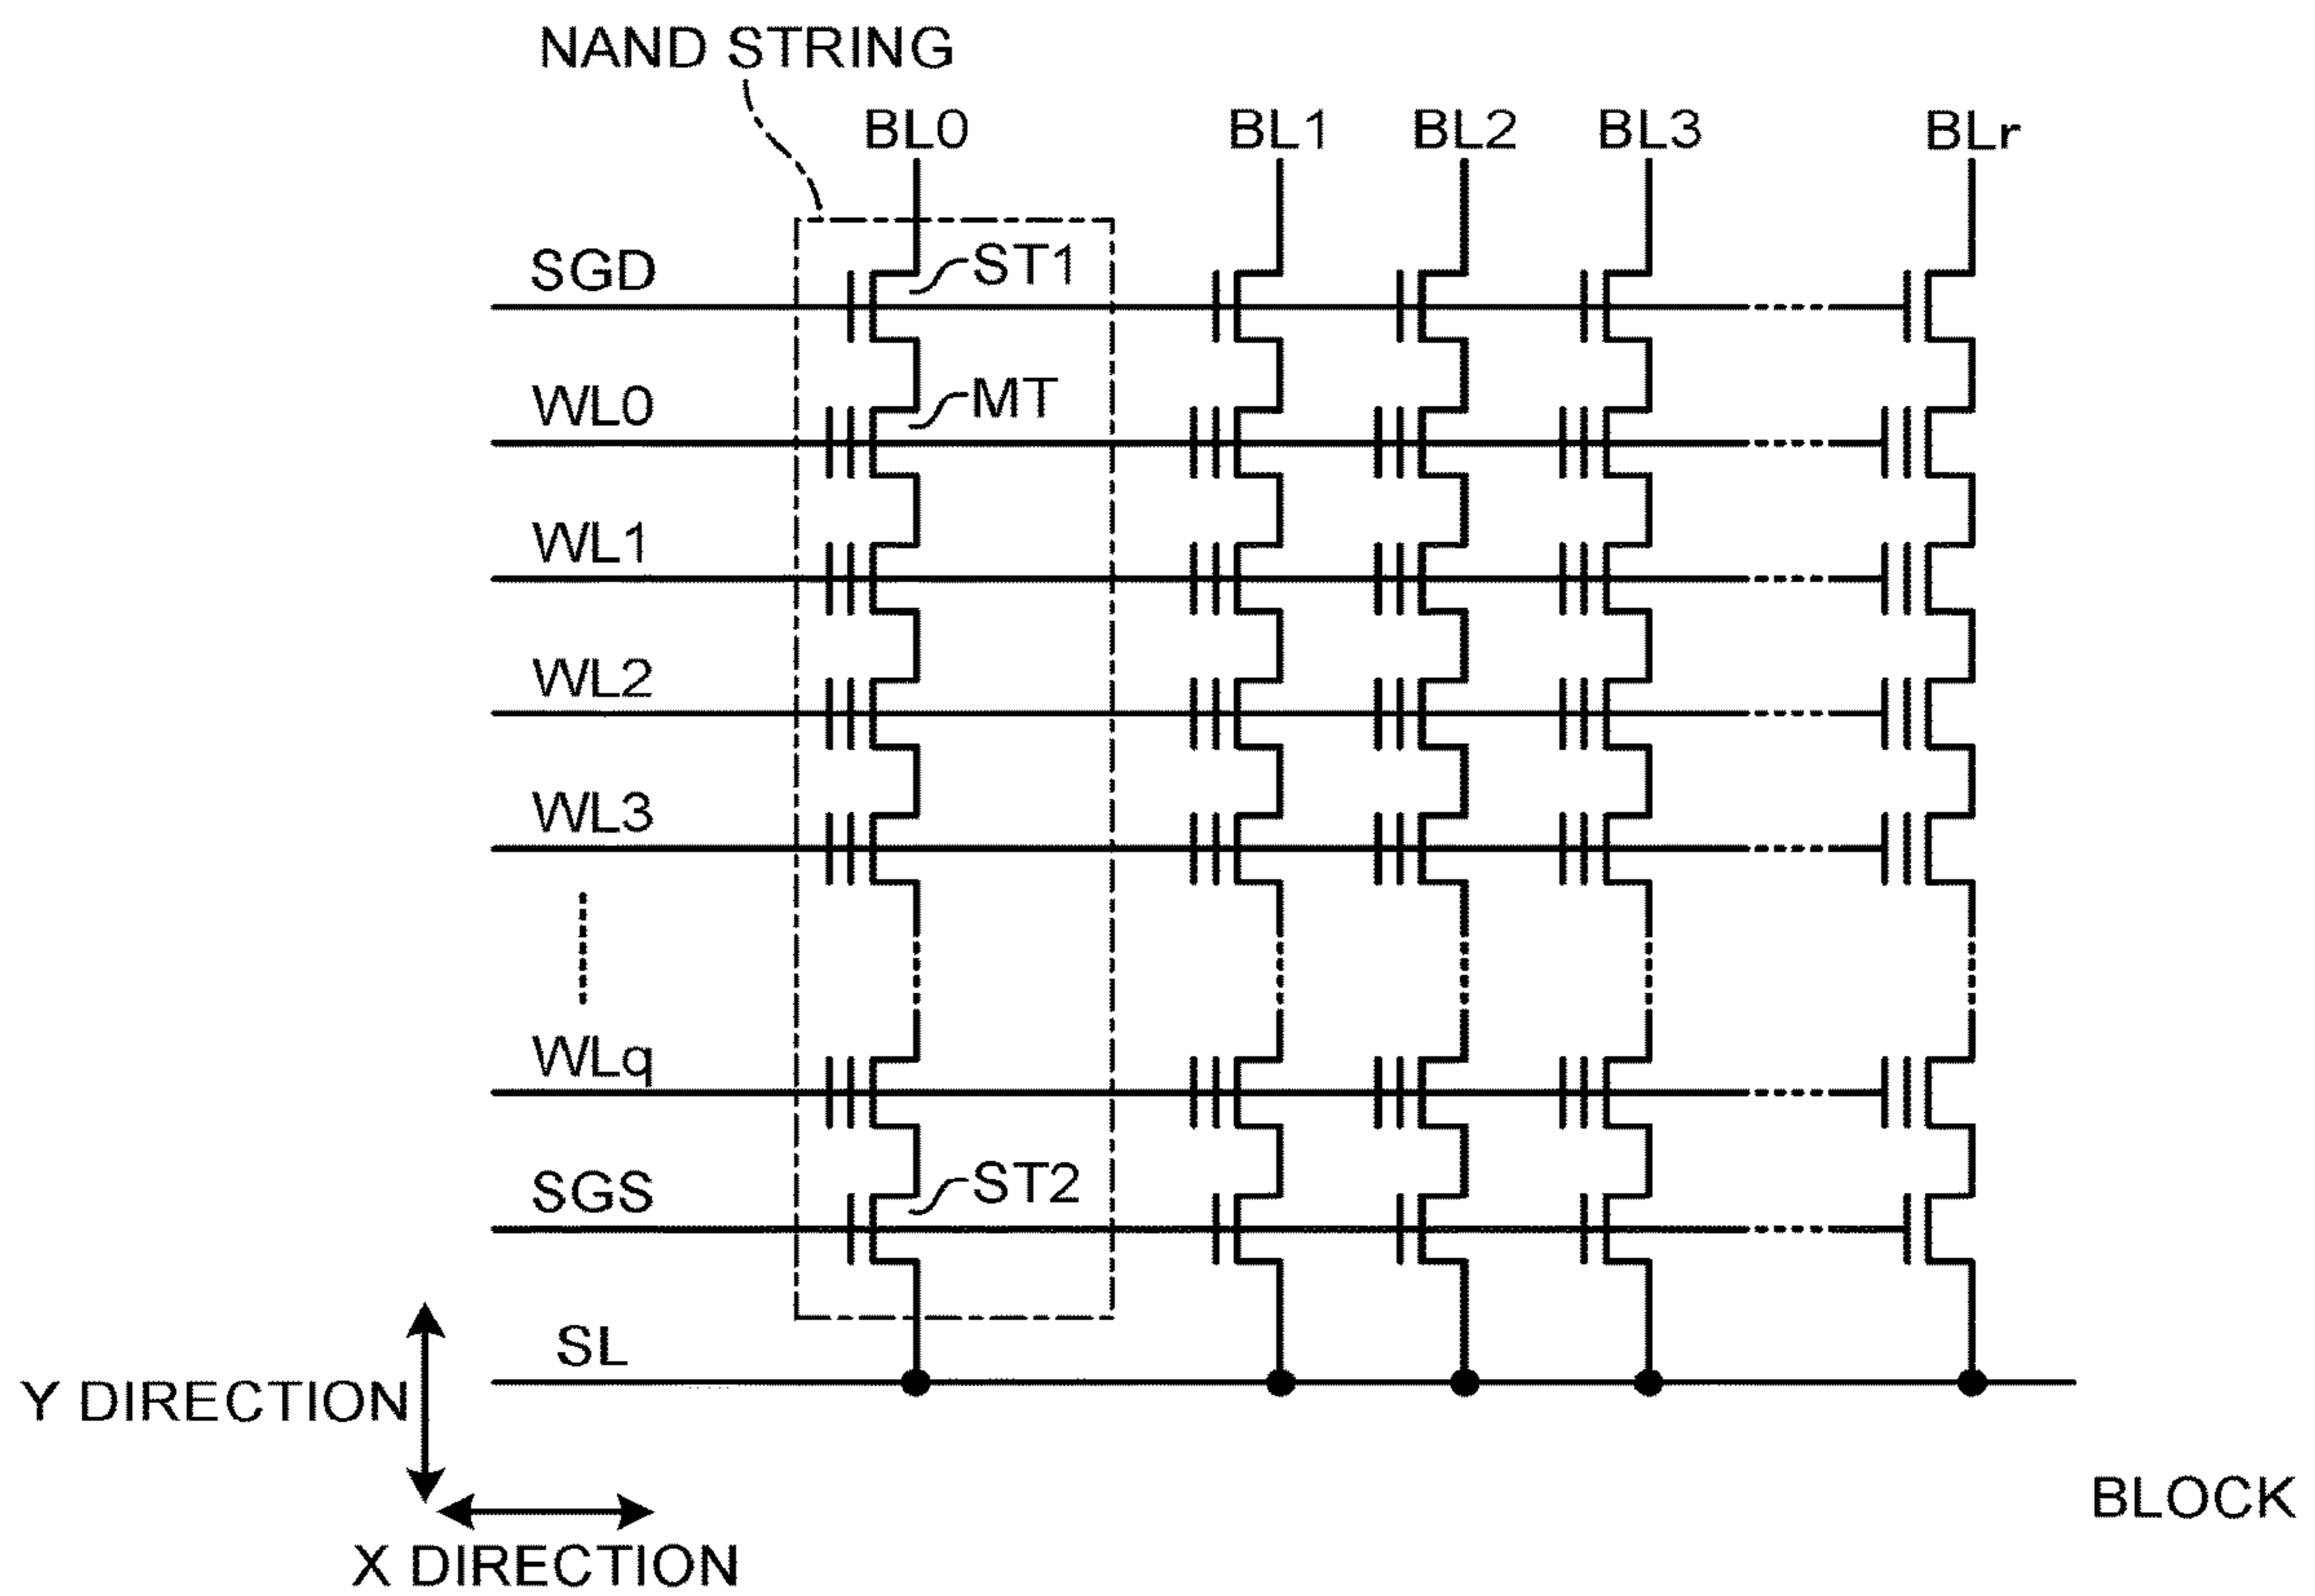 NAND STRING
BL0
BL1
BL2
BL3
BLr
SGD
ST1
WL0
MT
WL1
WL2
WL3
WLq
SGS
ST2
SL
Y DIRECTION
X DIRECTION
BLOCK